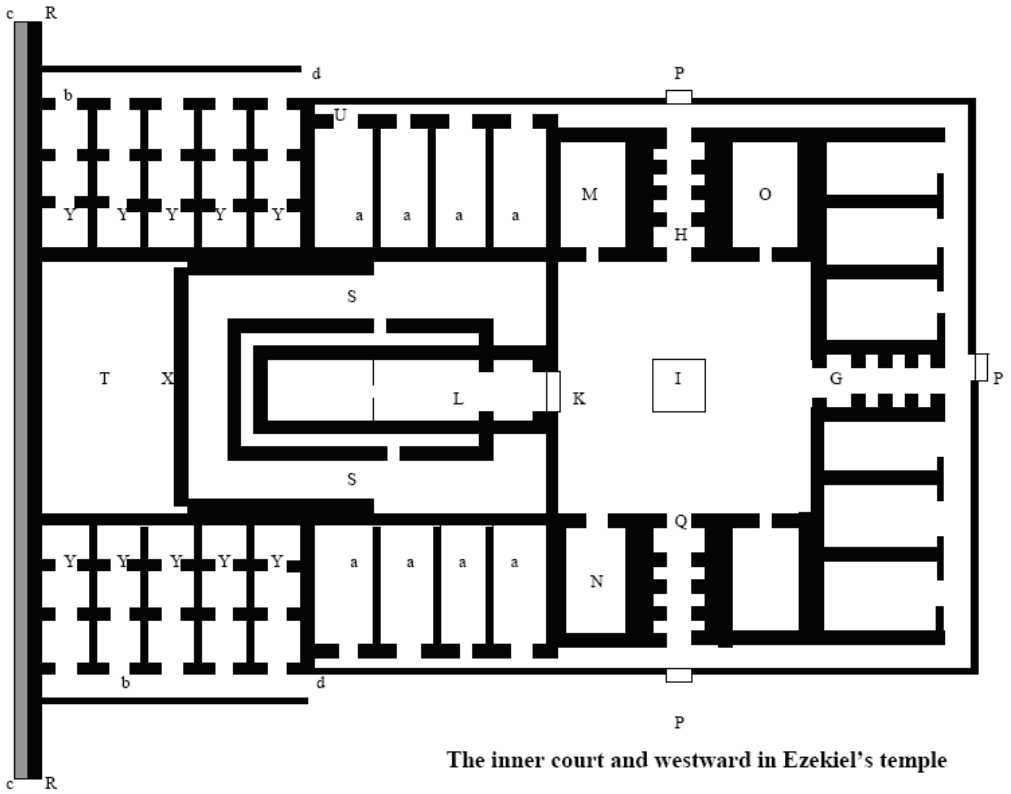 c R
d
P
b
U
M
O
Y Y Y Y Y
a a a a
H
S
T X
L
K
I
G
P
S
Q
Y Y Y Y Y
a a a a
N
b
d
P
The inner court and westward in Ezekiel's temple
c R